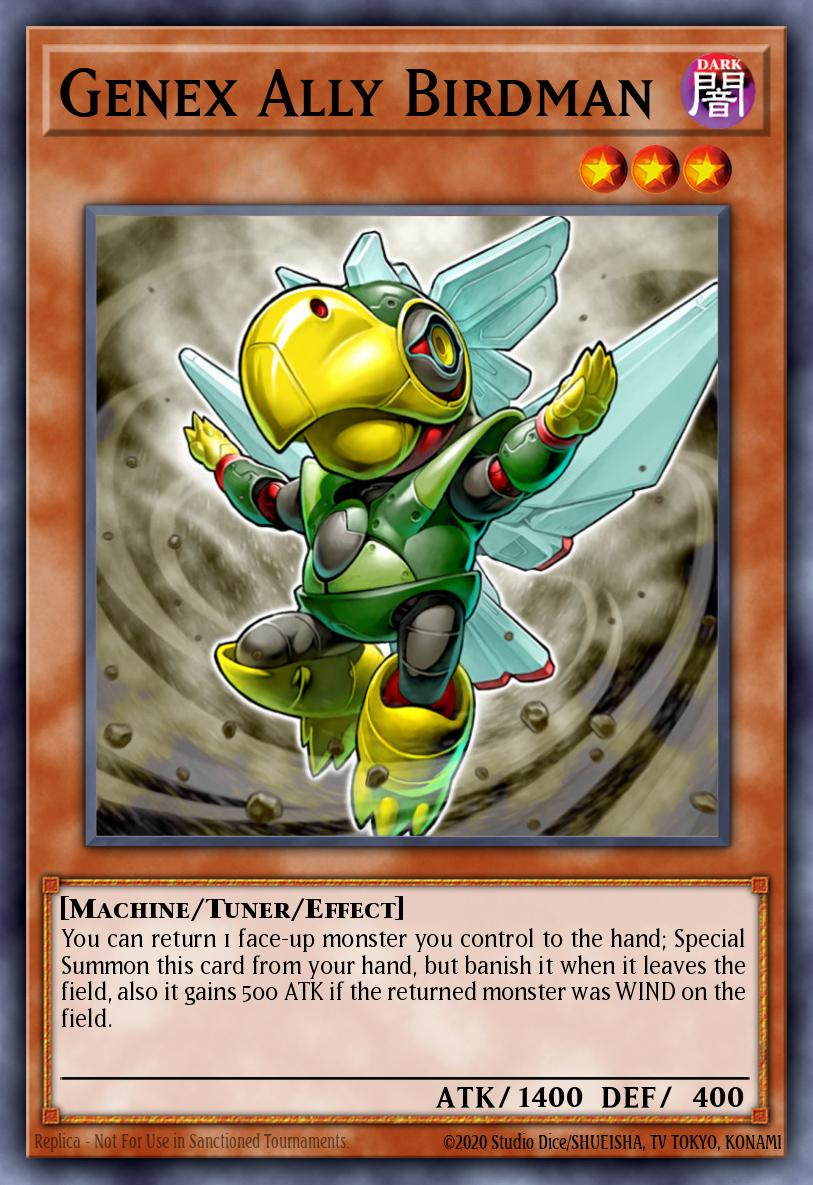 Genex Ally Birdman
DARK
闇
[Machine/Tuner/Effect]
You can return 1 face-up monster you control to the hand; Special
Summon this card from your hand, but banish it when it leaves the
field, also it gains 500 ATK if the returned monster was WIND on the
field.
ATK/1400 DEF/ 400
Replica - Not For Use in Sanctioned Tournaments.
©2020 Studio Dice/SHUEISHA, TV TOKYO, KONAMI